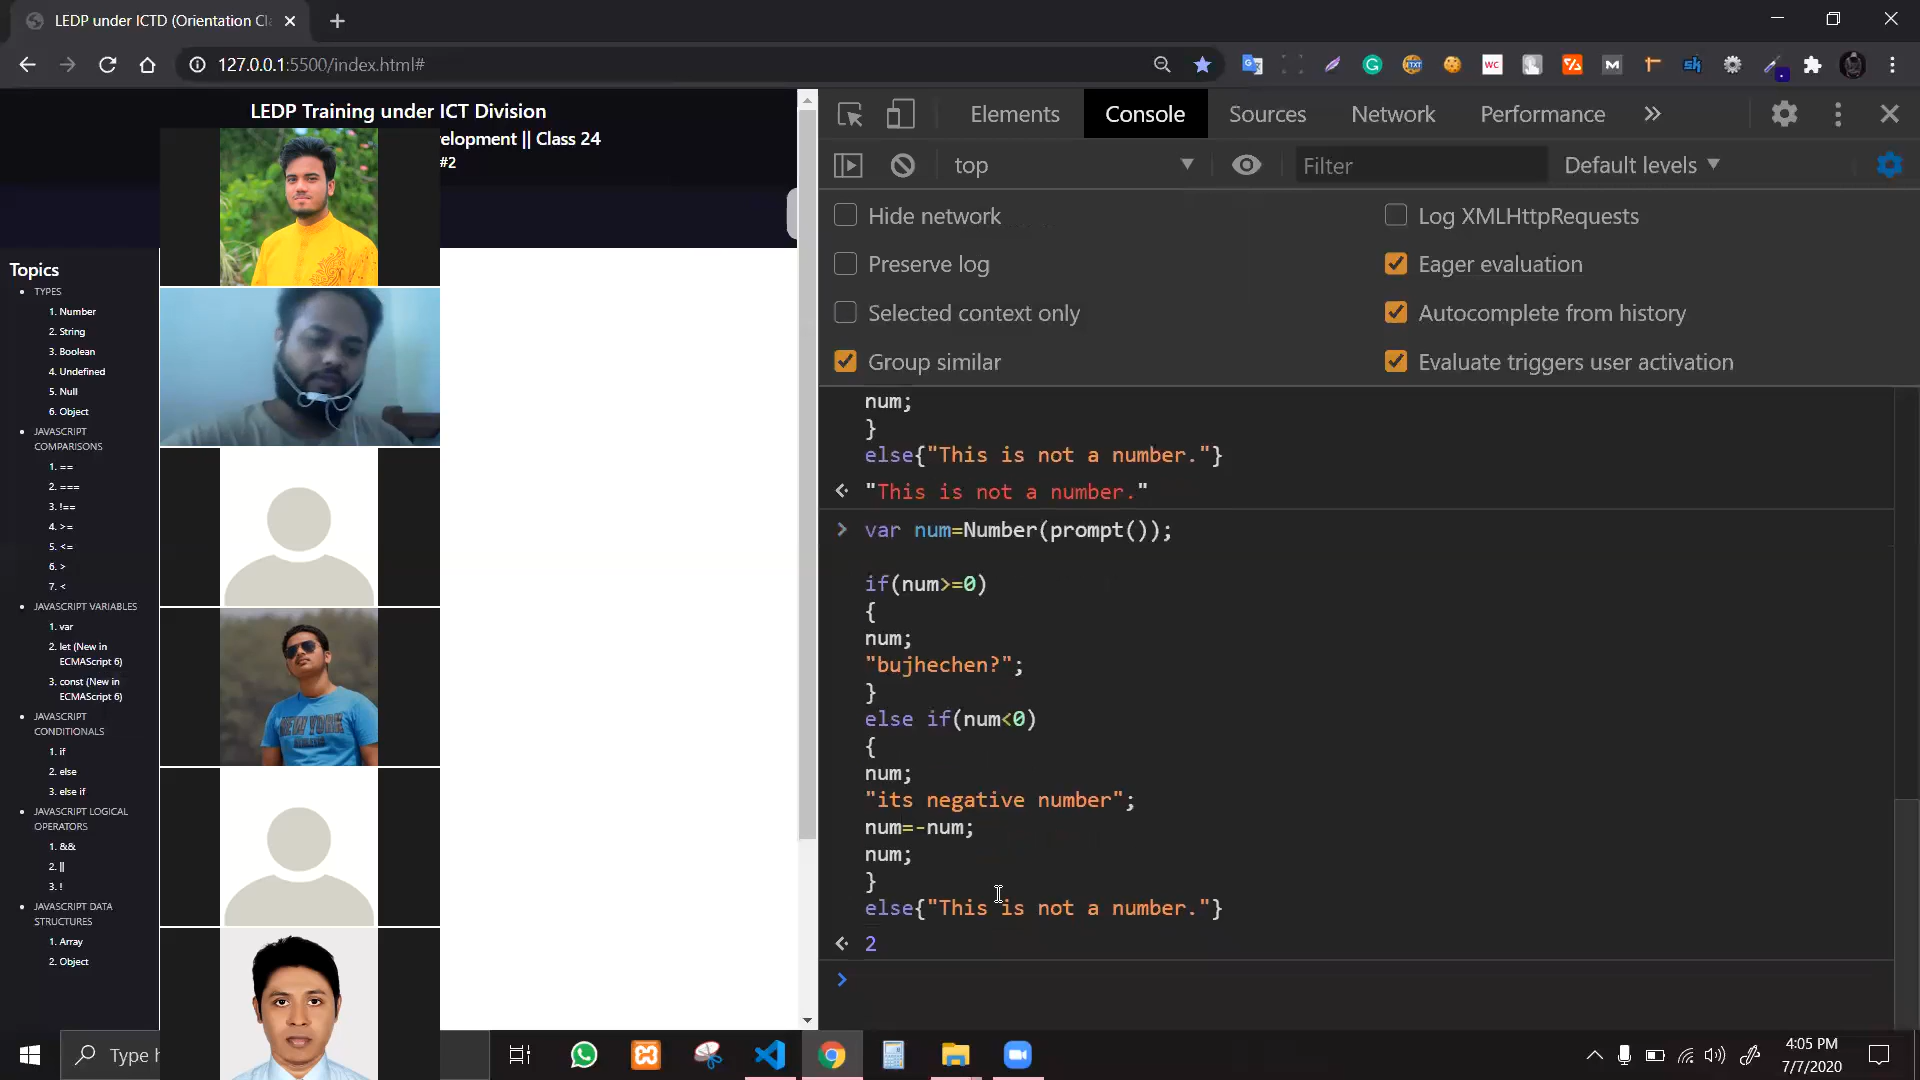 LEDP under ICTD (Orientation Cl
127.0.0.1:5500/index.html#
LEDP Training under ICT Division
elopment || Class 24
#2
Topics
TYPES
1. Number
2. String
3. Boolean
4. Undefined
5. Null
6. Object
JAVASCRIPT
COMPARISONS
1. ==
2. ===
3. !==
4. >=
5. <=
6. >
7. <
JAVASCRIPT VARIABLES
1. var
2. let (New in
ECMAScript 6)
3. const (New in
ECMAScript 6)
JAVASCRIPT
CONDITIONALS
1. if
2. else
3. else if
JAVASCRIPT LOGICAL
OPERATORS
1. &&
2. ||
3. !
JAVASCRIPT DATA
STRUCTURES
1. Array
2. Object
NEW YORK
Elements Console Sources Network Performance
top Filter Default levels
Hide network Log XMLHttpRequests
Preserve log Eager evaluation
Selected context only Autocomplete from history
Group similar Evaluate triggers user activation
num;
}
else{"This is not a number."}
"This is not a number."
var num=Number(prompt());
if(num>=0)
{
num;
"bujhechen?";
}
else if(num<0)
{
num;
"its negative number";
num=-num;
num;
}
else{"This is not a number."}
2
Type h
4:05 PM
7/7/2020